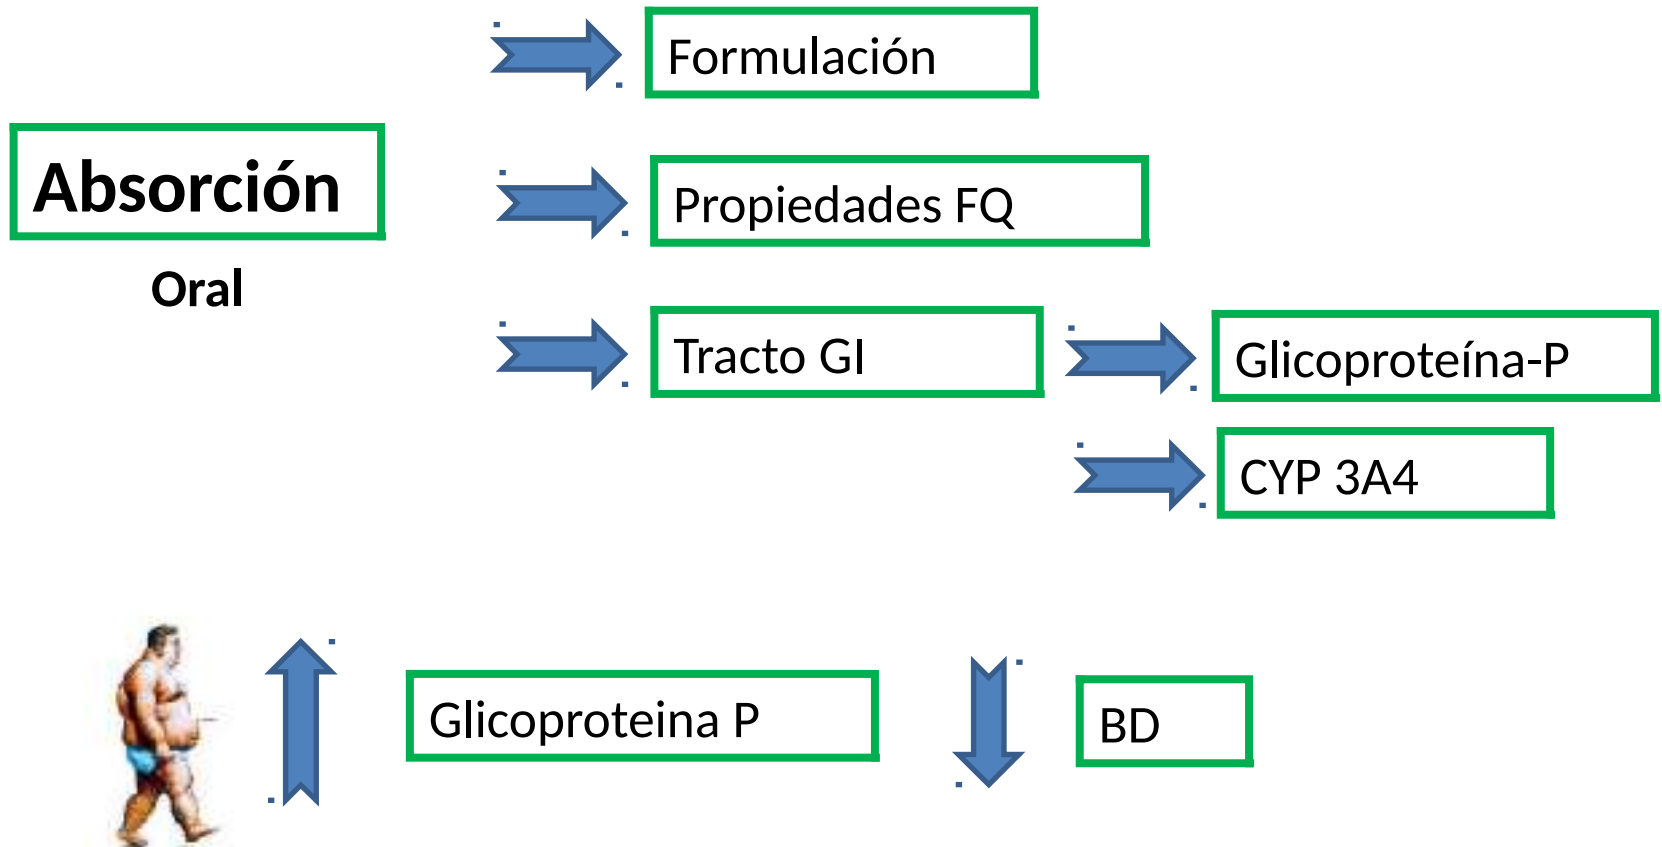 Formulación
Absorción
Propiedades FQ
Oral
Tracto GI
Glicoproteína-P
CYP 3A4
Glicoproteina P
BD